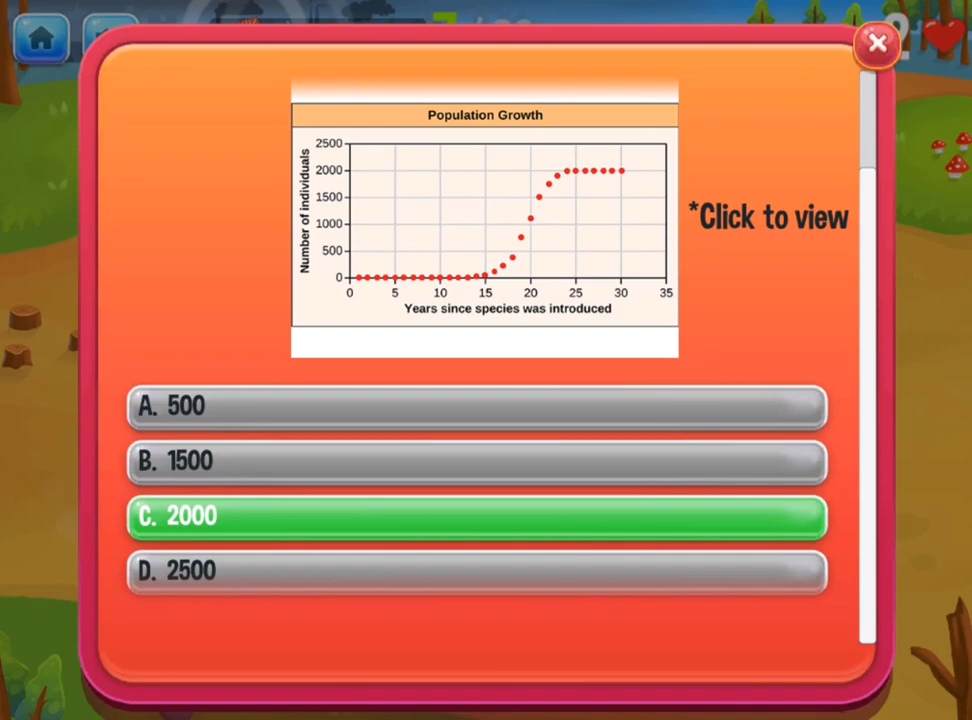 Population Growth
Number of individuals
2500
2000
1500
1000
500
0
0 5 10 15 20 25 30 35
Years since species was introduced
*Click to view
A. 500
B. 1500
C. 2000
D. 2500